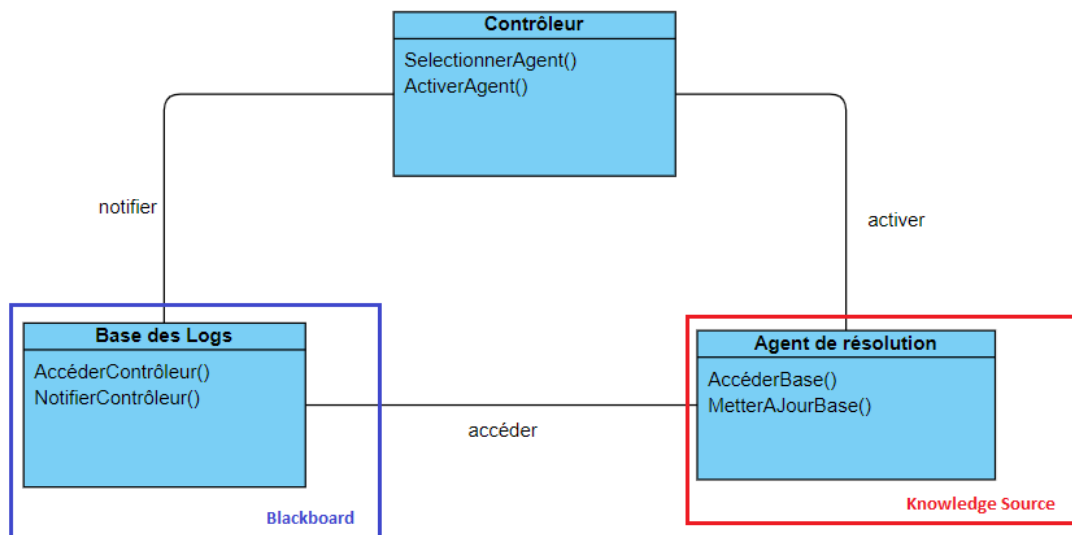 Contrôleur
SelectionnerAgent()
ActiverAgent()
notifier
activer
Base des Logs
AccéderContrôleur()
NotifierContrôleur()
accéder
Agent de résolution
AccéderBase()
MetterAJourBase()
Blackboard
Knowledge Source